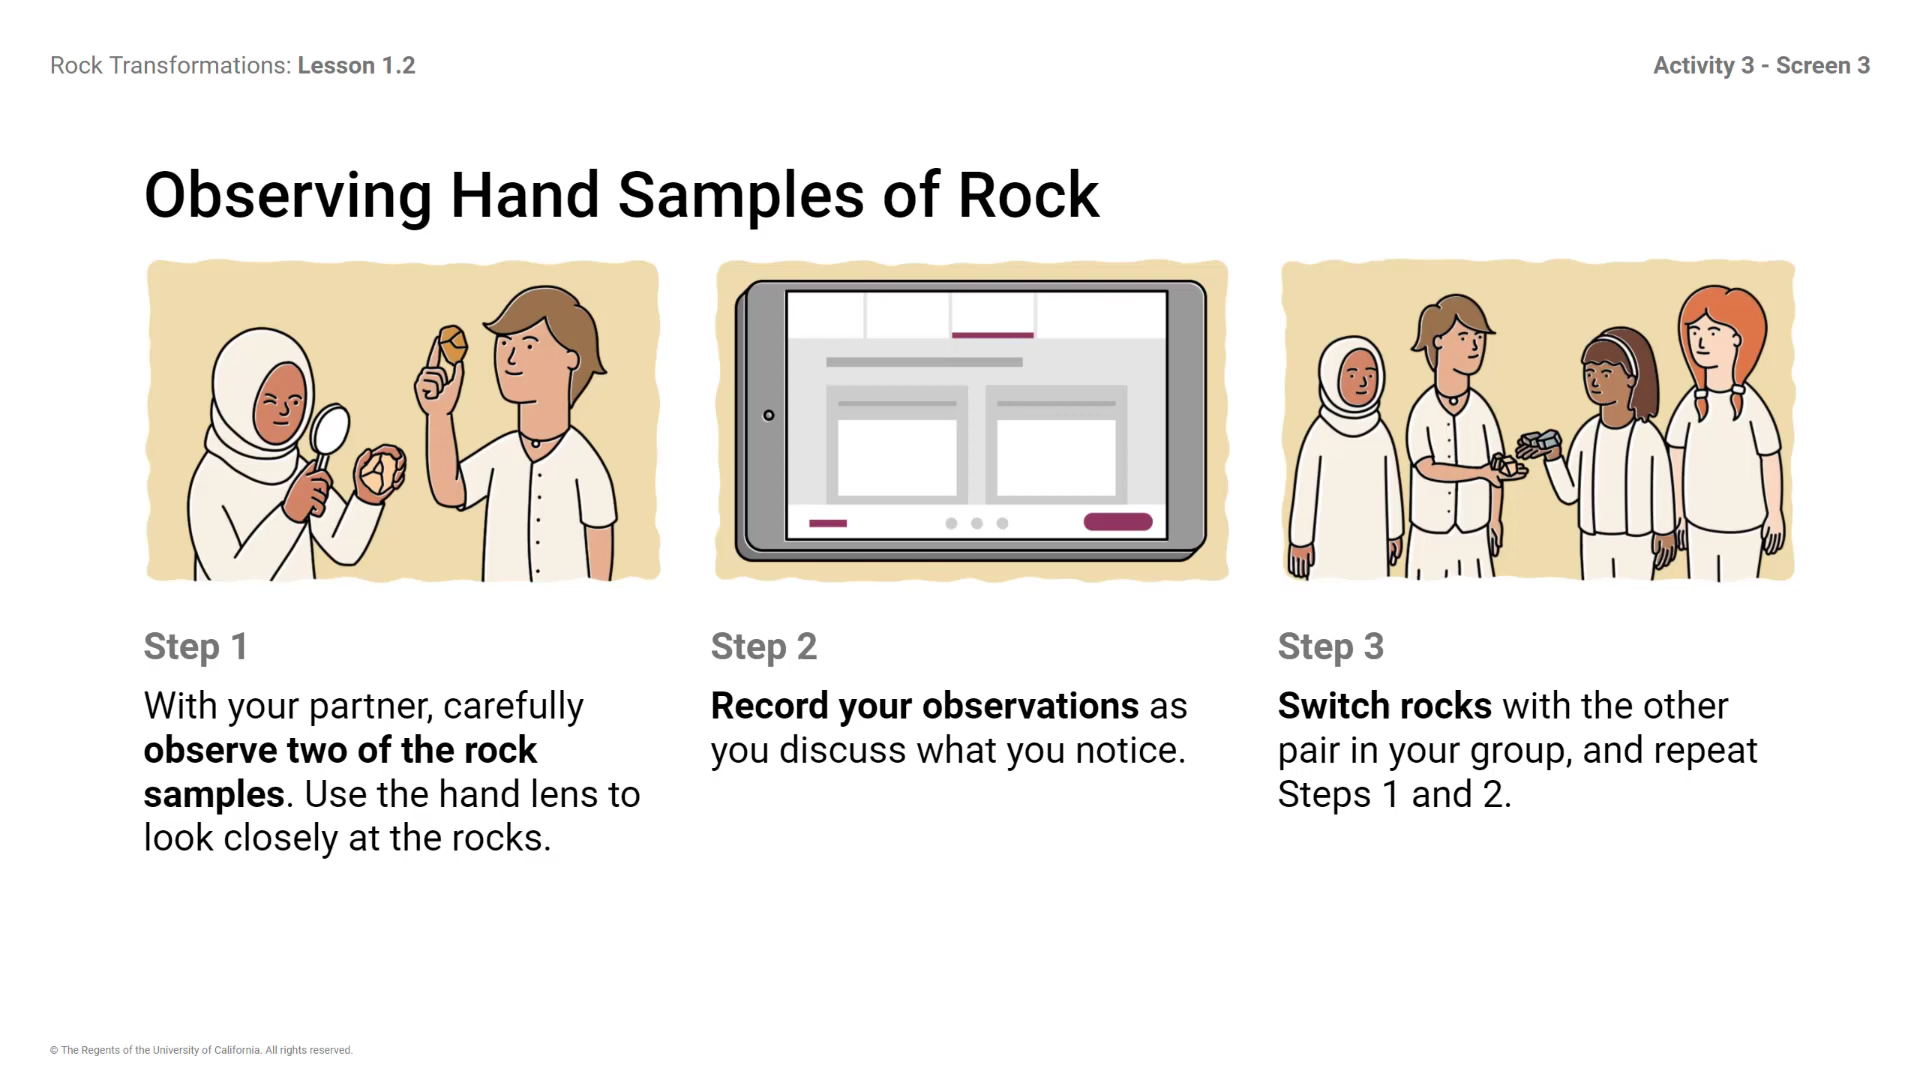 Rock Transformations: Lesson 1.2
Activity 3 - Screen 3
Observing Hand Samples of Rock
Step 1
With your partner, carefully
observe two of the rock
samples. Use the hand lens to
look closely at the rocks.
Step 2
Record your observations as
you discuss what you notice.
Step 3
Switch rocks with the other
pair in your group, and repeat
Steps 1 and 2.
© The Regents of the University of California. All rights reserved.